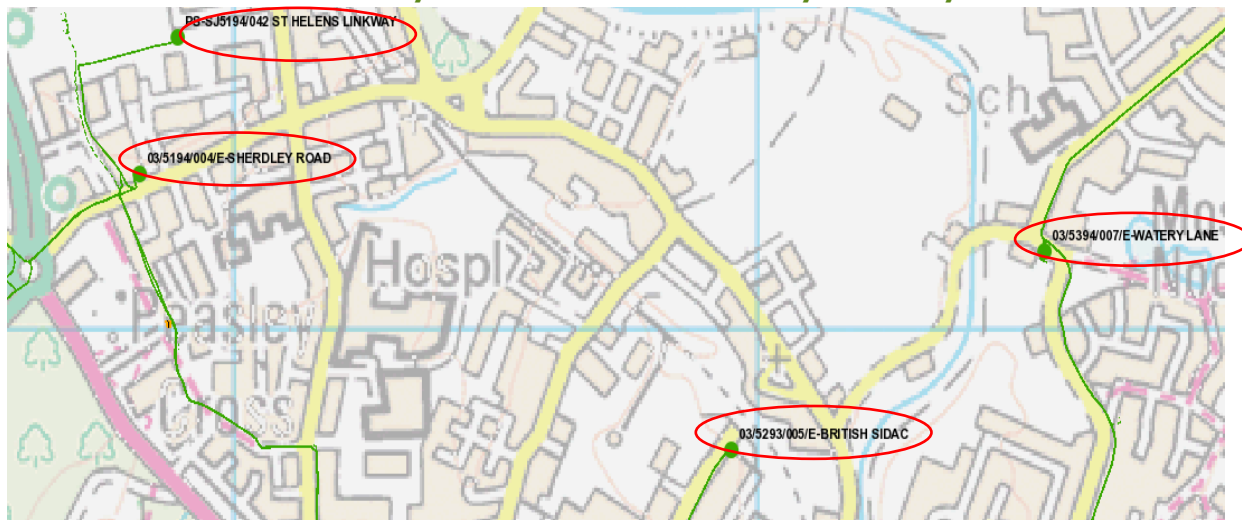 PS-SJ5194/042 ST HELENS LINKWAY
Sch
03/5194/004/E-SHERDLEY ROAD
03/5394/007/E-WATERY LANE
Hospl
Peasley
Cross
03/5293/005/E-BRITISH SIDAC